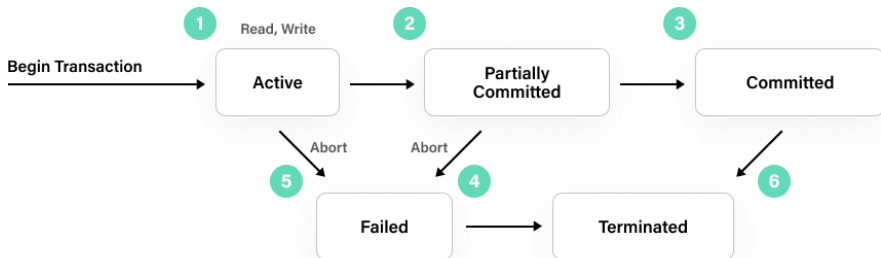 1
Read, Write
2
3
Begin Transaction
Active
Partially
Committed
Committed
Abort
Abort
5
4
6
Failed
Terminated